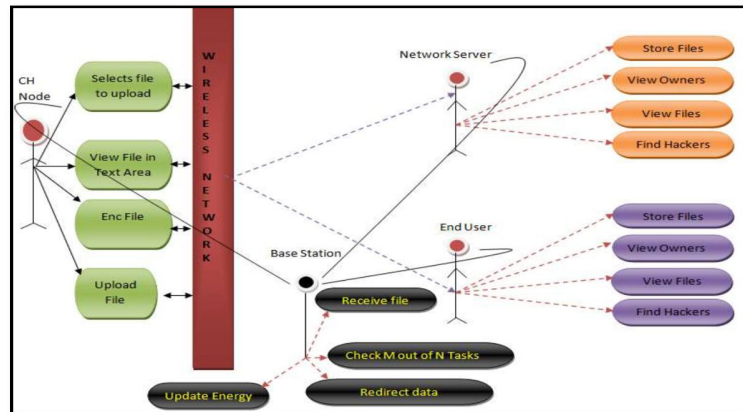 CH
Node
Selects file
to upload
View File in
Text Area
Enc File
Upload
File
WIRELESS NETWORK
Network Server
Store Files
View Owners
View Files
Find Hackers
Base Station
Receive file
Check M out of N Tasks
Update Energy
Redirect data
End User
Store Files
View Owners
View Files
Find Hackers